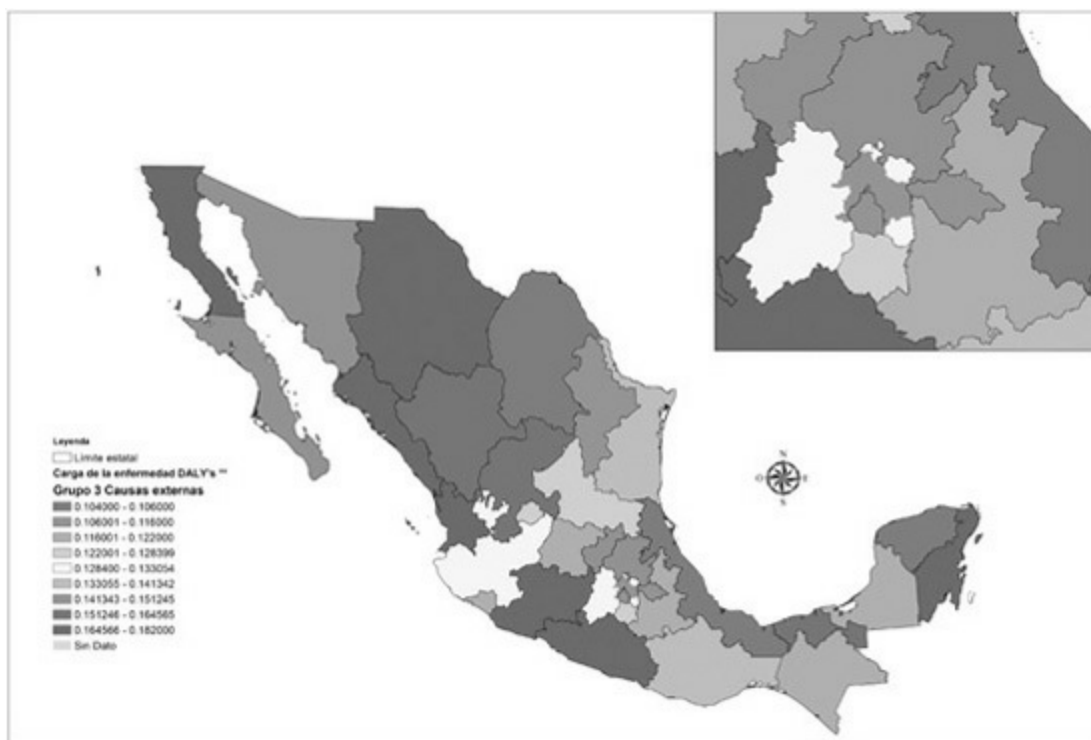 1
N
O
E
S
Leyenda
Límite estatal
Carga de la enfermedad DALY's **
Grupo 3 Causas externas
0.104000 - 0.106000
0.106001 - 0.116000
0.116001 - 0.122000
0.122001 - 0.128399
0.128400 - 0.133054
0.133055 - 0.141342
0.141343 - 0.151245
0.151246 - 0.164565
0.164566 - 0.182000
Sin Dato